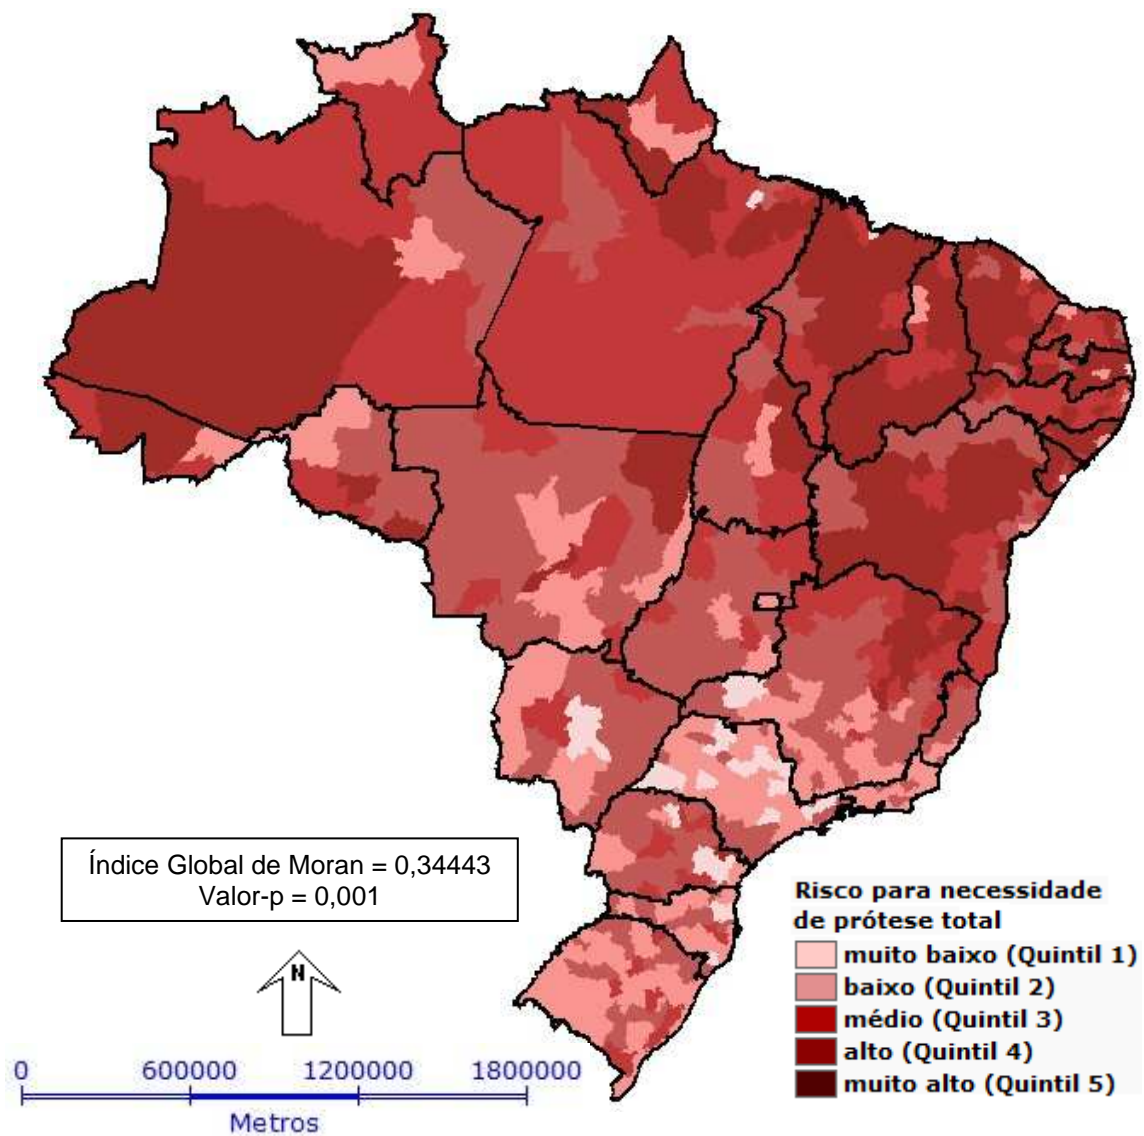 Índice Global de Moran = 0,34443
Valor-p = 0,001
N
0 600000 1200000 1800000
Metros
Risco para necessidade
de prótese total
muito baixo (Quintil 1)
baixo (Quintil 2)
médio (Quintil 3)
alto (Quintil 4)
muito alto (Quintil 5)